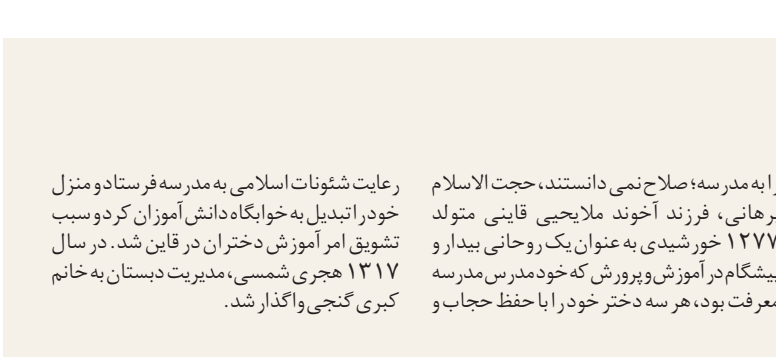 را به مدرسه؛ صلاح نمی دانستند، حجت الاسلام
برهانی، فرزند آخوند ملایحیی قاینی متولد
۱۲۷۷ خورشیدی به عنوان یک روحانی بیدار و
پیشگام در آموزش و پرورش که خود مدرس مدرسه
معرفت بود، هر سه دختر خود را با حفظ حجاب و
رعایت شئونات اسلامی به مدرسه فرستاد و منزل
خود را تبدیل به خوابگاه دانش آموزان کرد و سبب
تشویق امر آموزش دختران در قاین شد. در سال
۱۳۱۷ هجری شمسی، مدیریت دبستان به خانم
کبری گنجی واگذار شد.